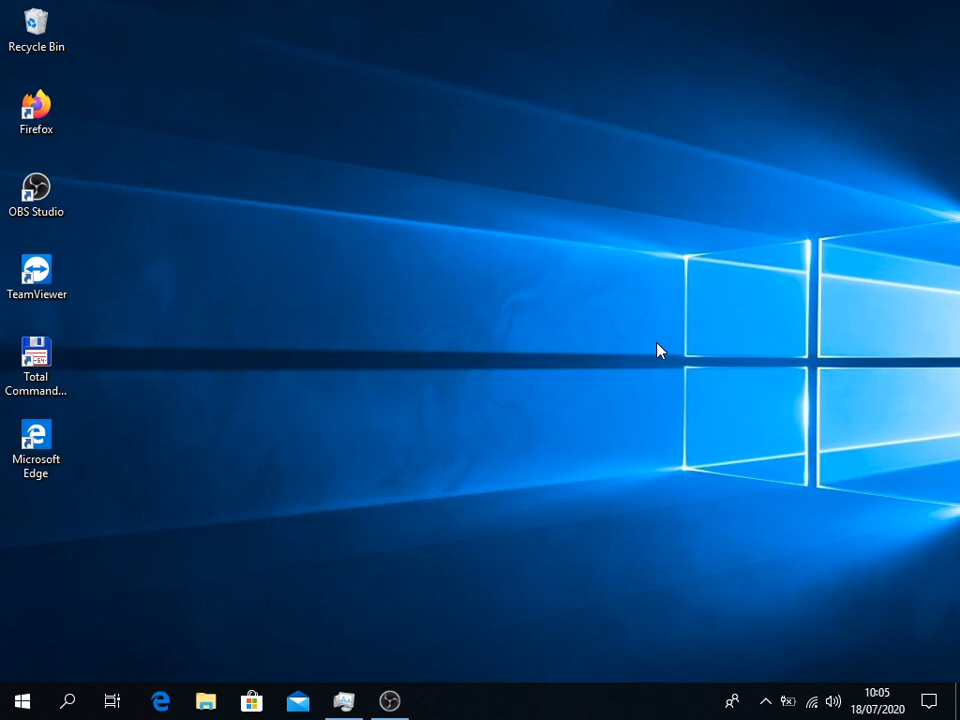 Recycle Bin
Firefox
OBS Studio
TeamViewer
Total
Command...
Microsoft
Edge
10:05
18/07/2020